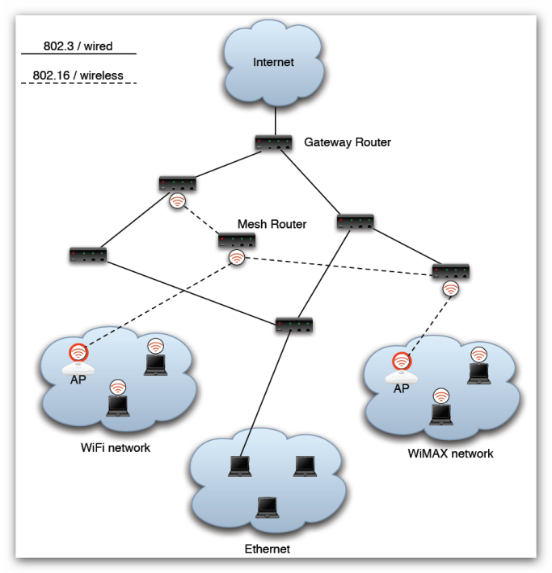 802.3 / wired
802.16 / wireless
Internet
Gateway Router
Mesh Router
AP
AP
WiFi network
WiMAX network
Ethernet